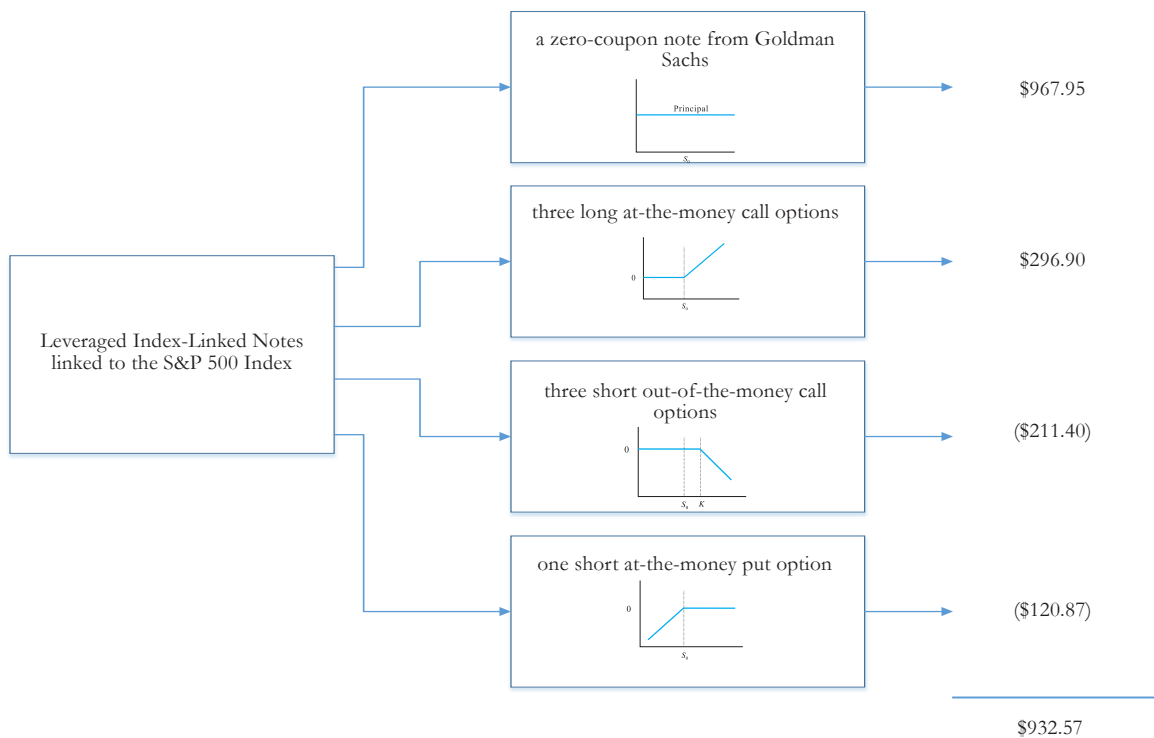 a zero-coupon note from Goldman
Sachs
Principal
S₀
$967.95
three long at-the-money call options
0
S₀
$296.90
Leveraged Index-Linked Notes
linked to the S&P 500 Index
three short out-of-the-money call
options
0
S₀ K
($211.40)
one short at-the-money put option
0
S₀
($120.87)
$932.57